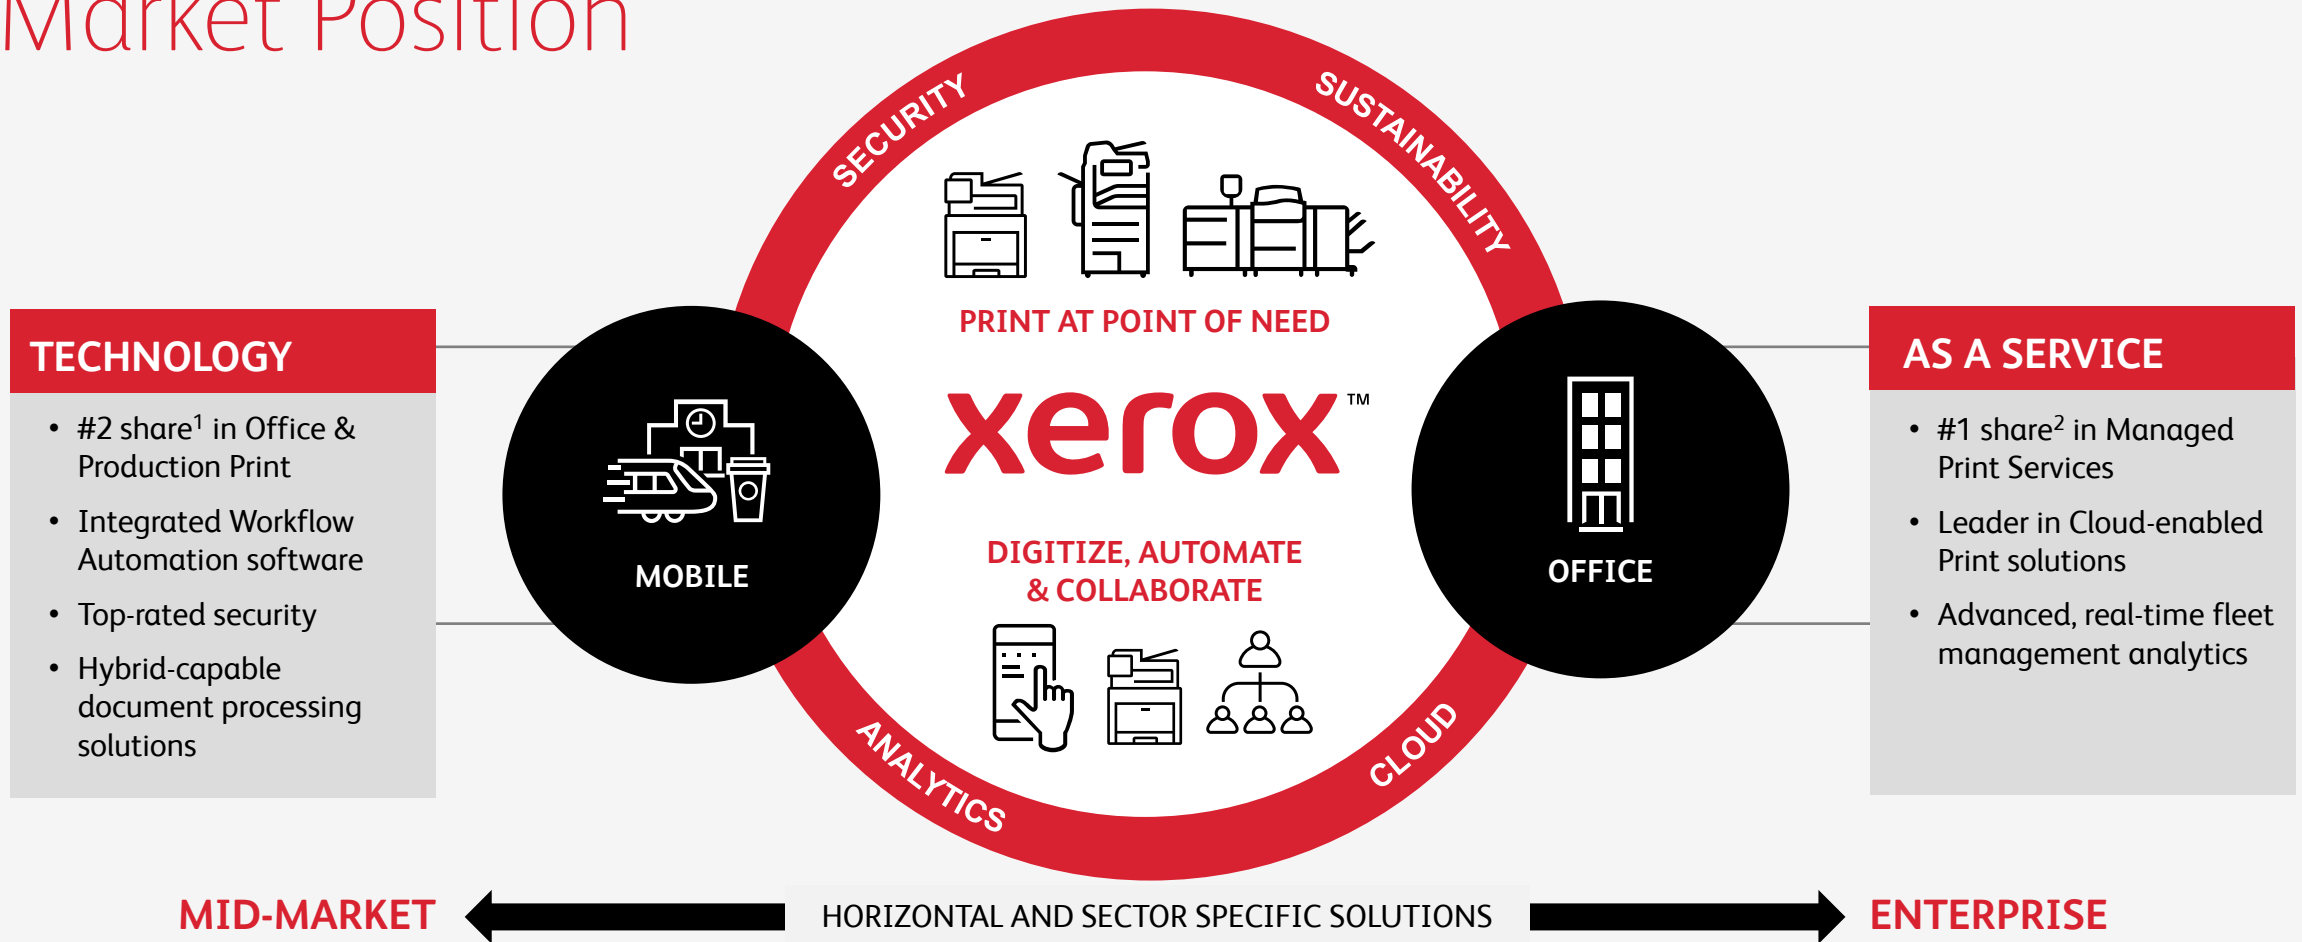 Market Position
SECURITY
SUSTAINABILITY
PRINT AT POINT OF NEED
TECHNOLOGY
• #2 share1 in Office &
Production Print
• Integrated Workflow
Automation software
• Top-rated security
• Hybrid-capable
document processing
solutions
MOBILE
xerox™
DIGITIZE, AUTOMATE
& COLLABORATE
OFFICE
AS A SERVICE
• #1 share2 in Managed
Print Services
• Leader in Cloud-enabled
Print solutions
• Advanced, real-time fleet
management analytics
ANALYTICS
CLOUD
MID-MARKET
HORIZONTAL AND SECTOR SPECIFIC SOLUTIONS
ENTERPRISE